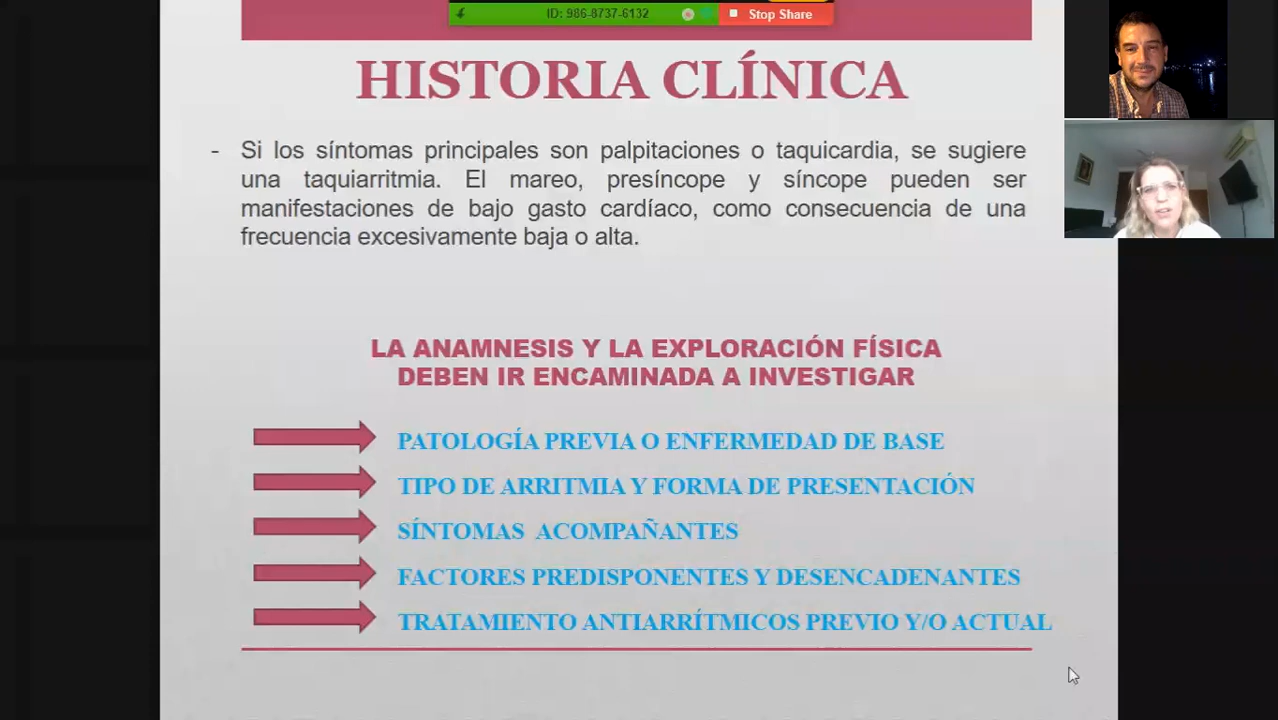 ID: 986-8737-6132
Stop Share
HISTORIA CLÍNICA
- Si los síntomas principales son palpitaciones o taquicardia, se sugiere
una taquiarritmia. El mareo, presíncope y síncope pueden ser
manifestaciones de bajo gasto cardíaco, como consecuencia de una
frecuencia excesivamente baja o alta.
LA ANAMNESIS Y LA EXPLORACIÓN FÍSICA
DEBEN IR ENCAMINADA A INVESTIGAR
PATOLOGÍA PREVIA O ENFERMEDAD DE BASE
TIPO DE ARRITMIA Y FORMA DE PRESENTACIÓN
SÍNTOMAS ACOMPAÑANTES
FACTORES PREDISPONENTES Y DESENCADENANTES
TRATAMIENTO ANTIARRÍTMICOS PREVIO Y/O ACTUAL